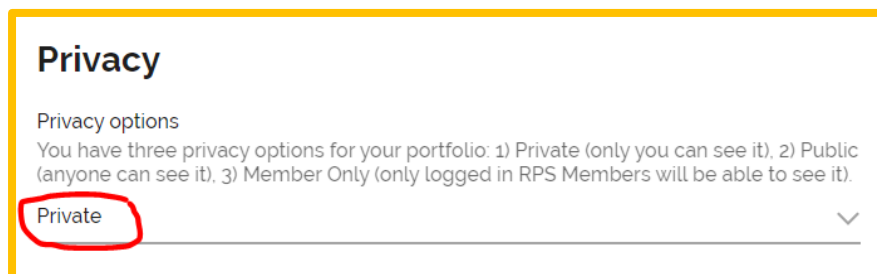 Privacy
Privacy options
You have three privacy options for your portfolio: 1) Private (only you can see it), 2) Public
(anyone can see it), 3) Member Only (only logged in RPS Members will be able to see it).
Private